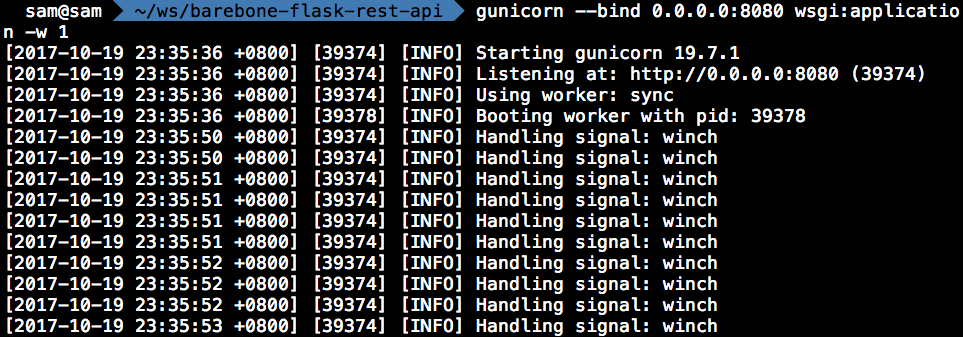 sam@sam ~/ws/barebone-flask-rest-api gunicorn --bind 0.0.0.0:8080 wsgi:applicatio
n -w 1
[2017-10-19 23:35:36 +0800] [39374] [INFO] Starting gunicorn 19.7.1
[2017-10-19 23:35:36 +0800] [39374] [INFO] Listening at: http://0.0.0.0:8080 (39374)
[2017-10-19 23:35:36 +0800] [39374] [INFO] Using worker: sync
[2017-10-19 23:35:36 +0800] [39378] [INFO] Booting worker with pid: 39378
[2017-10-19 23:35:50 +0800] [39374] [INFO] Handling signal: winch
[2017-10-19 23:35:50 +0800] [39374] [INFO] Handling signal: winch
[2017-10-19 23:35:51 +0800] [39374] [INFO] Handling signal: winch
[2017-10-19 23:35:51 +0800] [39374] [INFO] Handling signal: winch
[2017-10-19 23:35:51 +0800] [39374] [INFO] Handling signal: winch
[2017-10-19 23:35:51 +0800] [39374] [INFO] Handling signal: winch
[2017-10-19 23:35:52 +0800] [39374] [INFO] Handling signal: winch
[2017-10-19 23:35:52 +0800] [39374] [INFO] Handling signal: winch
[2017-10-19 23:35:52 +0800] [39374] [INFO] Handling signal: winch
[2017-10-19 23:35:53 +0800] [39374] [INFO] Handling signal: winch